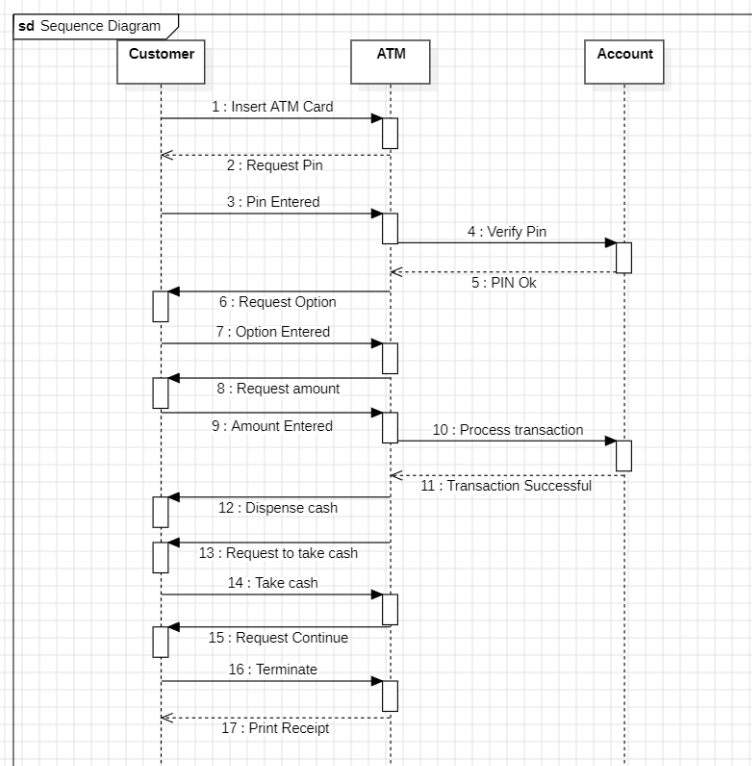 sd Sequence Diagram
Customer
ATM
Account
1 : Insert ATM Card
2 : Request Pin
3 : Pin Entered
4 : Verify Pin
5 : PIN Ok
6 : Request Option
7 : Option Entered
8 : Request amount
9 : Amount Entered
10 : Process transaction
11 : Transaction Successful
12 : Dispense cash
13 : Request to take cash
14 : Take cash
15 : Request Continue
16 : Terminate
17 : Print Receipt